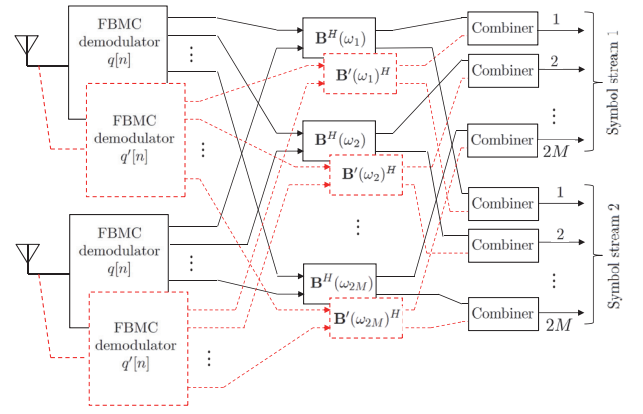 FBMC
demodulator
q[n]
⋮
FBMC
demodulator
q′[n]
⋮
FBMC
demodulator
q[n]
⋮
FBMC
demodulator
q′[n]
⋮
B^H(ω_1)
B′(ω_1)^H
B^H(ω_2)
B′(ω_2)^H
⋮
B^H(ω_{2M})
B′(ω_{2M})^H
Combiner
1
Combiner
2
⋮
Combiner
2M
Symbol stream 1
Combiner
1
Combiner
2
⋮
Combiner
2M
Symbol stream 2